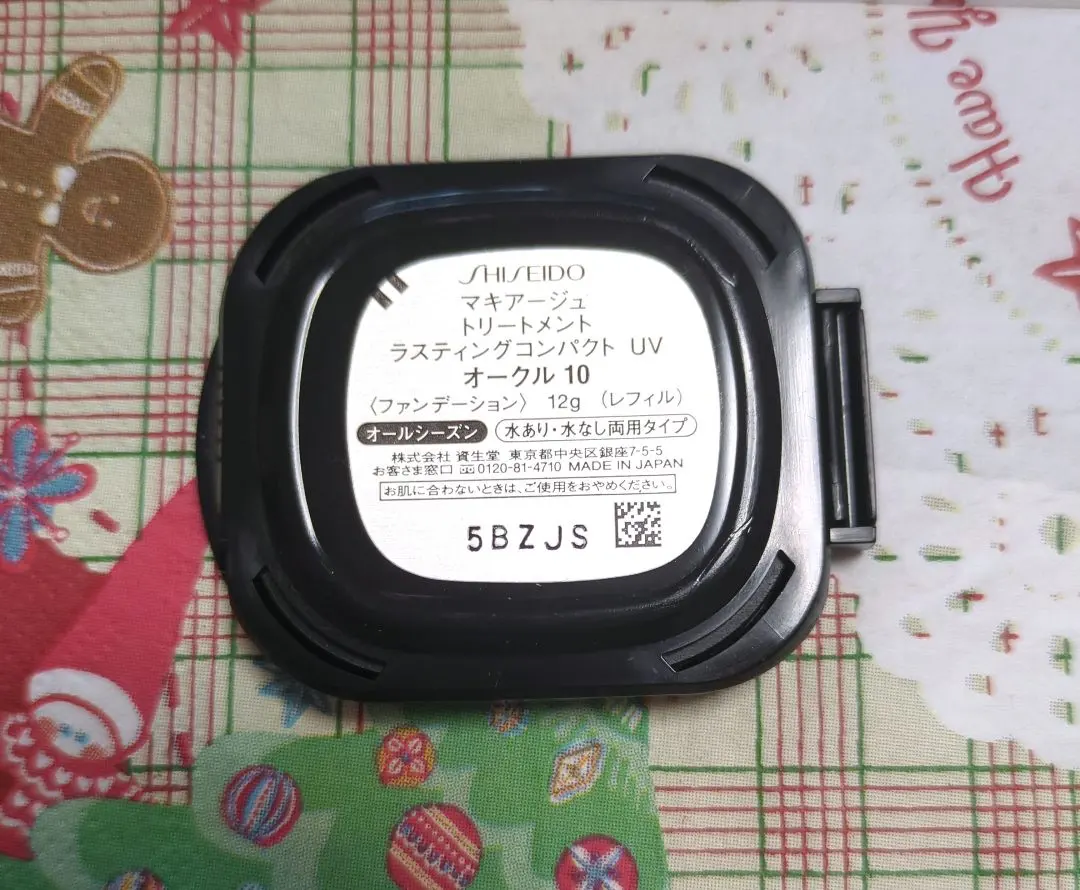 SHISEIDO
マキアージュ
トリートメント
ラスティングコンパクト UV
オークル 10
〈ファンデーション〉 12g （レフィル）
オールシーズン 水あり・水なし両用タイプ
株式会社 資生堂 東京都中央区銀座7-5-5
お客さま窓口 0120-81-4710 MADE IN JAPAN
お肌に合わないときは、ご使用をおやめください。
5BZJS
Have